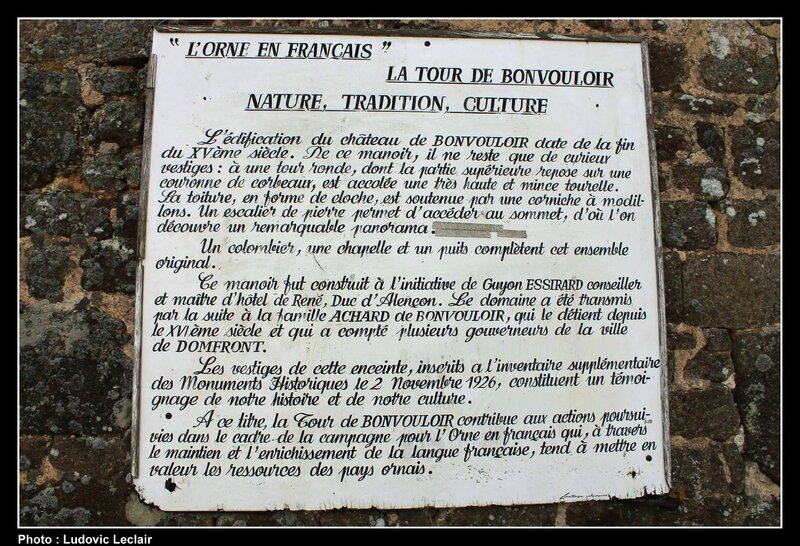 " L'ORNE EN FRANÇAIS "
LA TOUR DE BONVOULOIR
NATURE, TRADITION, CULTURE
L'édification du château de BONVOULOIR date de la fin
du XVème siècle. De ce manoir, il ne reste que de curieux
vestiges : à une tour ronde, dont la partie supérieure repose sur une
couronne de corbeaux, est accolée une très haute et mince tourelle.
Sa toiture, en forme de cloche, est soutenue par une corniche à modil-
lons. Un escalier de pierre permet d'accéder au sommet, d'où l'on
découvre un remarquable panorama.
Un colombier, une chapelle et un puits complètent cet ensemble
original.
Ce manoir fut construit à l'initiative de Guyon ESSIRARD conseiller
et maître d'hôtel de René, Duc d'Alençon. Le domaine a été transmis
par la suite à la famille ACHARD de BONVOULOIR, qui le détient depuis
le XVIème siècle et qui a compté plusieurs gouverneurs de la ville
de DOMFRONT.
Les vestiges de cette enceinte, inscrits a l'inventaire supplémentaire
des Monuments Historiques le 2 Novembre 1926, constituent un témoi-
gnage de notre histoire et de notre culture.
A ce titre, la Tour de BONVOULOIR contribue aux actions poursui-
vies dans le cadre de la campagne pour l'Orne en français qui, à travers
le maintien et l'enrichissement de la langue française, tend à mettre en
valeur les ressources des pays ornais.
Photo : Ludovic Leclair